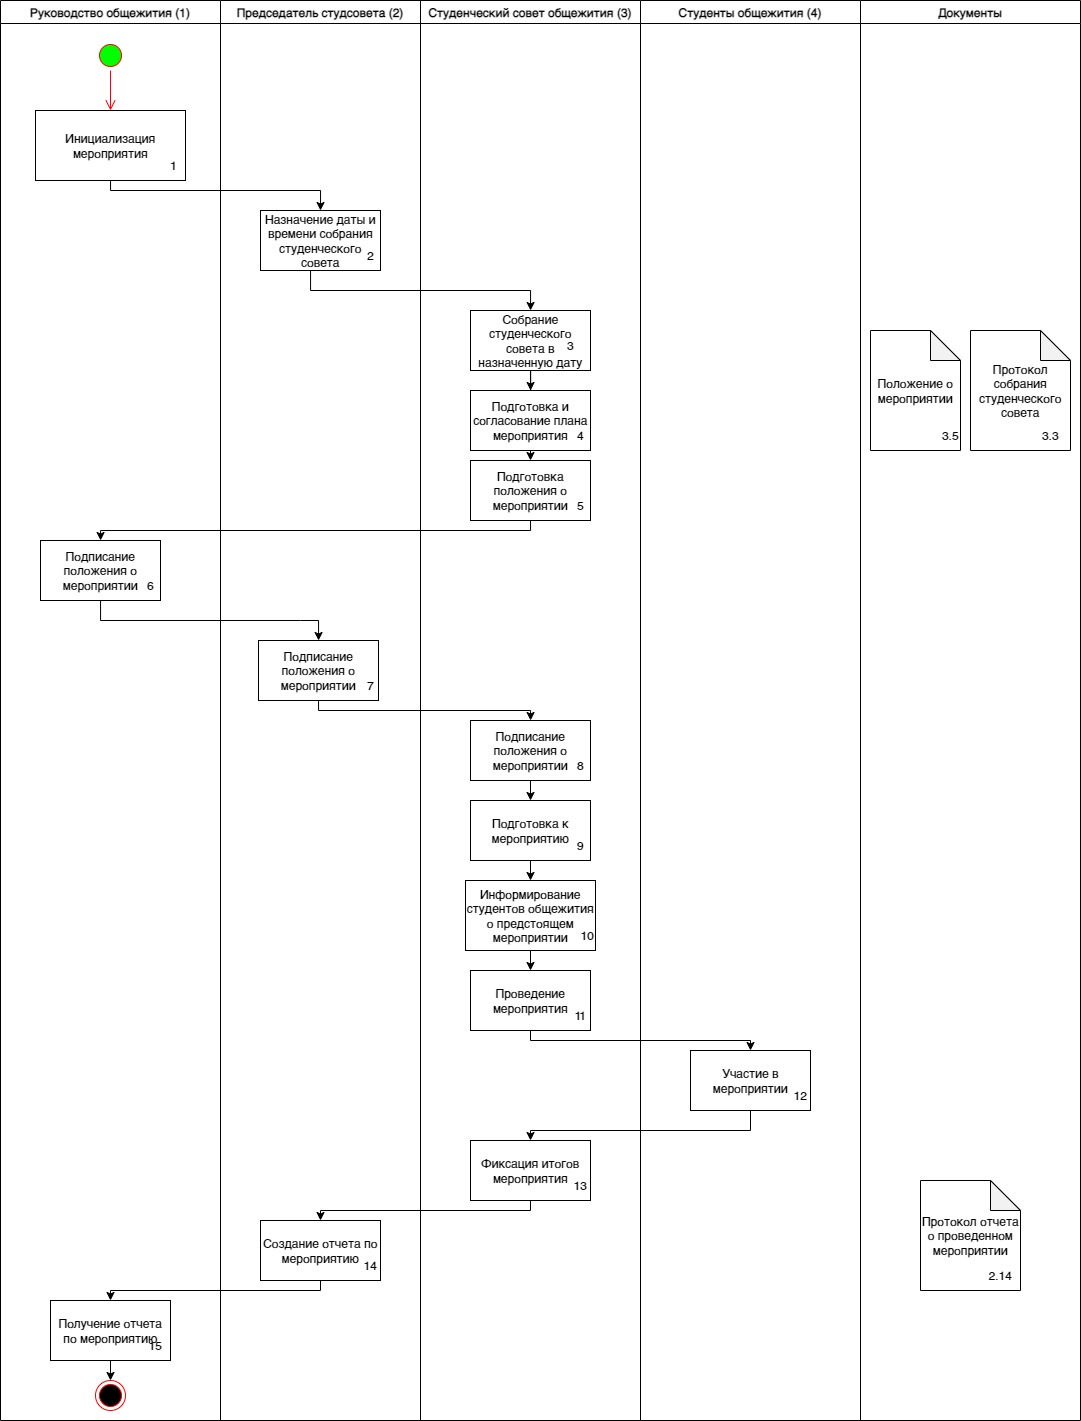 Руководство общежития (1)
Председатель студсовета (2)
Студенческий совет общежития (3)
Студенты общежития (4)
Документы
Инициализация
мероприятия
1
Назначение даты и
времени собрания
студенческого
совета
2
Собрание
студенческого
совета в
назначенную дату
3
Положение о
мероприятии
3.5
Протокол
собрания
студенческого
совета
3.3
Подготовка и
согласование плана
мероприятия
4
Подготовка
положения о
мероприятии
5
Подписание
положения о
мероприятии
6
Подписание
положения о
мероприятии
7
Подписание
положения о
мероприятии
8
Подготовка к
мероприятию
9
Информирование
студентов общежития
о предстоящем
мероприятии
10
Проведение
мероприятия
11
Участие в
мероприятии
12
Фиксация итогов
мероприятия
13
Протокол отчета
о проведенном
мероприятии
2.14
Создание отчета по
мероприятию
14
Получение отчета
по мероприятию
15